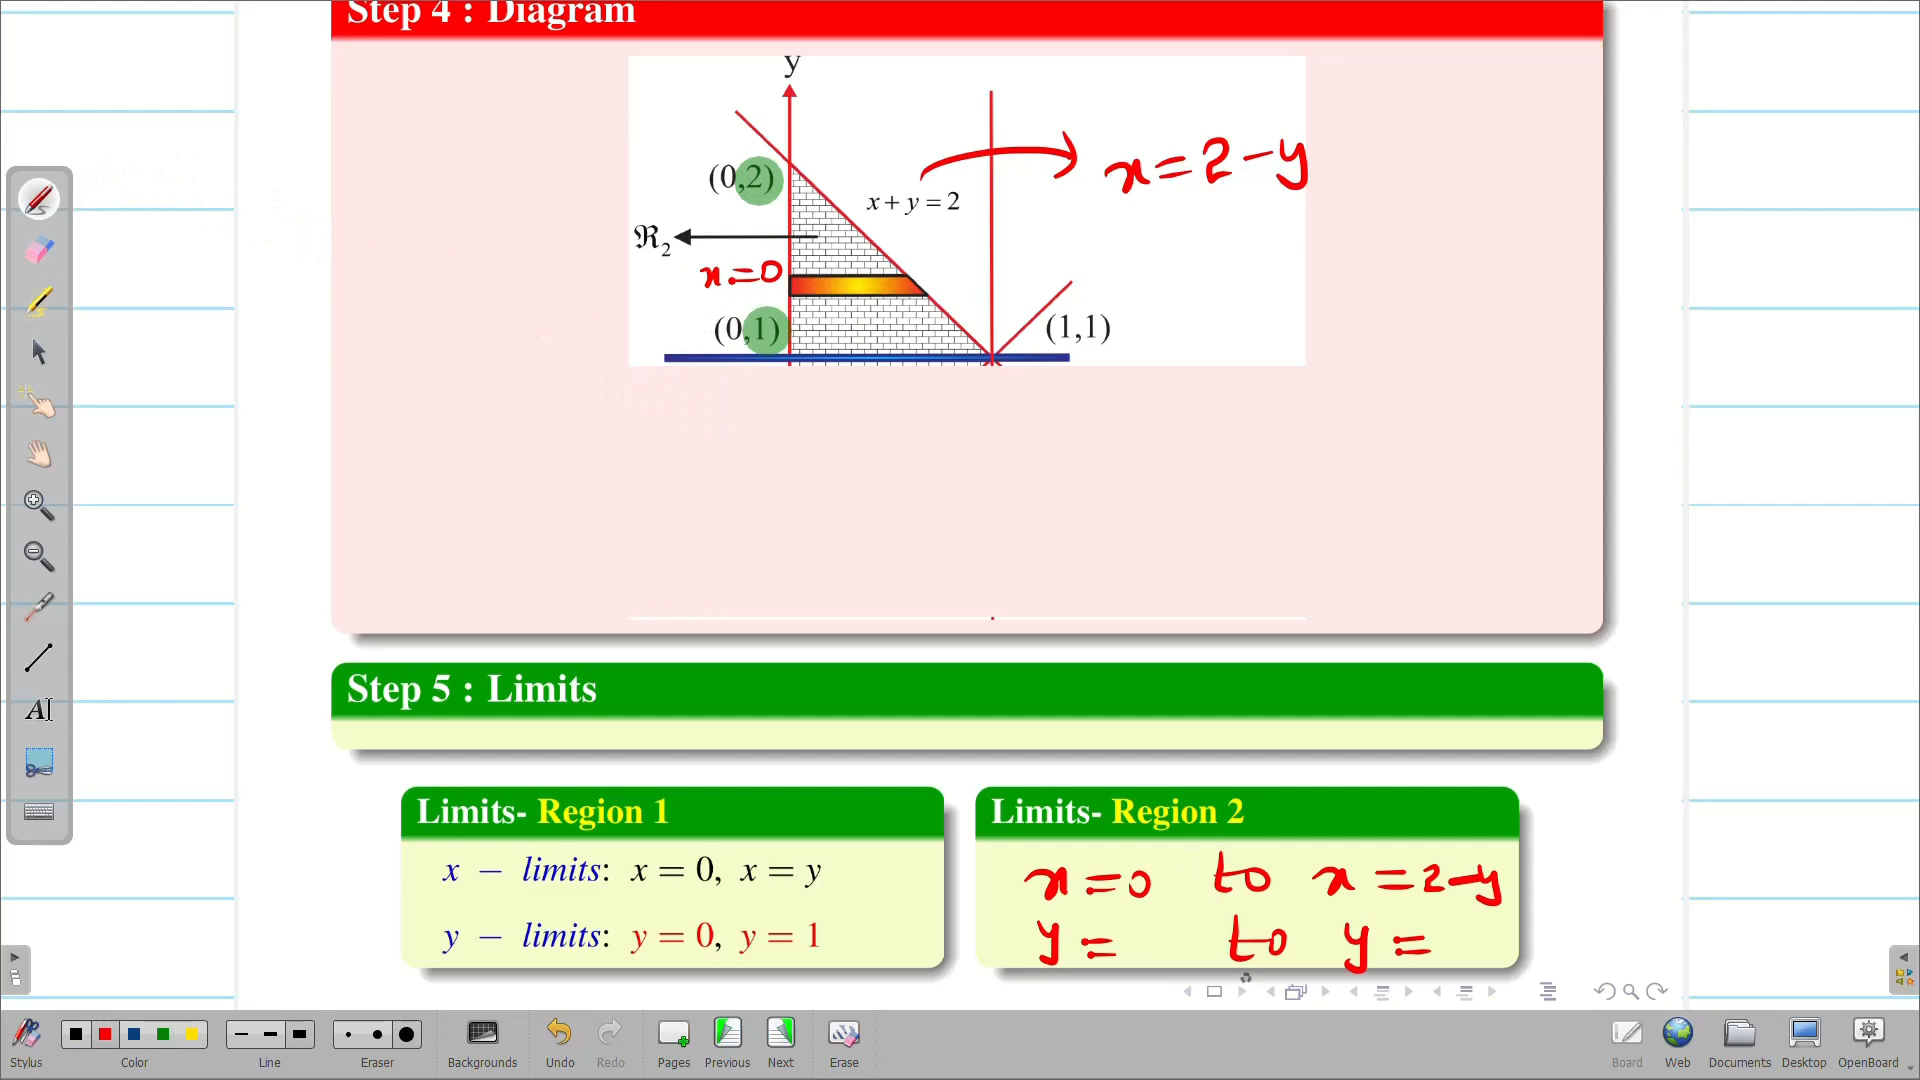 Step 4 : Diagram
y
(0,2)
x + y = 2
x = 2 - y
ℜ2
x = 0
(0,1)
(1,1)
Step 5 : Limits
Limits- Region 1
x − limits: x = 0, x = y
y − limits: y = 0, y = 1
Limits- Region 2
x = 0 to x = 2 - y
y = to y =
A
Stylus
Color
Line
Eraser
Backgrounds
Undo
Redo
Pages
Previous
Next
Erase
Board
Web
Documents
Desktop
OpenBoard